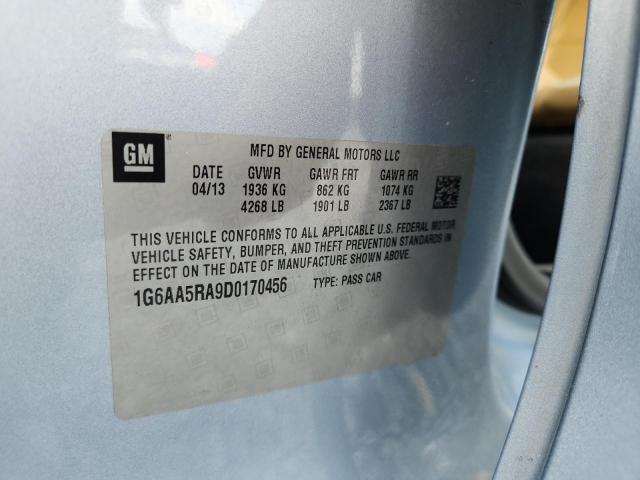 GM
MFD BY GENERAL MOTORS LLC
DATE GVWR GAWR FRT GAWR RR
04/13 1936 KG 862 KG 1074 KG
4268 LB 1901 LB 2367 LB
THIS VEHICLE CONFORMS TO ALL APPLICABLE U.S. FEDERAL MOTOR
VEHICLE SAFETY, BUMPER, AND THEFT PREVENTION STANDARDS IN
EFFECT ON THE DATE OF MANUFACTURE SHOWN ABOVE.
1G6AA5RA9D0170456 TYPE: PASS CAR